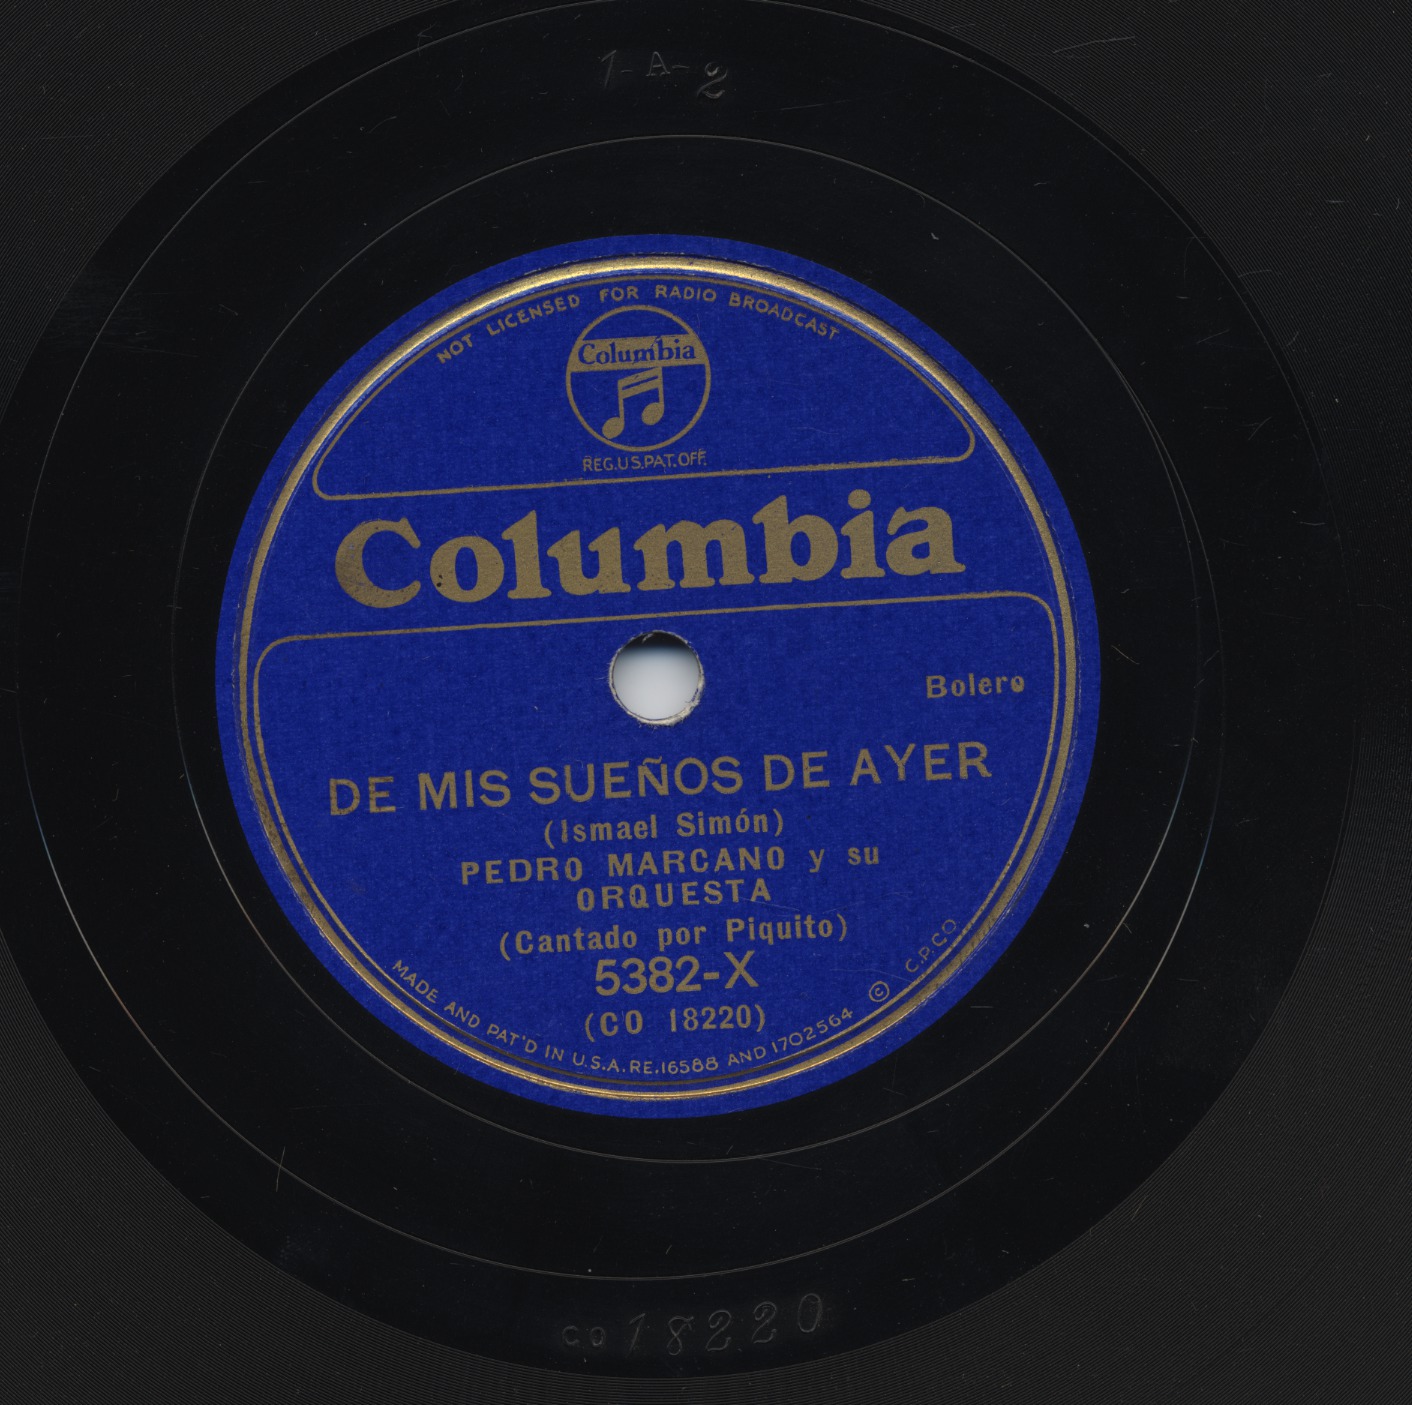 1-A-2
NOT LICENSED FOR RADIO BROADCAST
Columbia
REG.U.S.PAT.OFF.
Columbia
Bolero
DE MIS SUEÑOS DE AYER
(Ismael Simón)
PEDRO MARCANO y su
ORQUESTA
(Cantado por Piquito)
5382-X
(CO 18220)
MADE AND PAT'D IN U.S.A. RE.16588 AND 1702564 © C.P.CO.
CO 18220